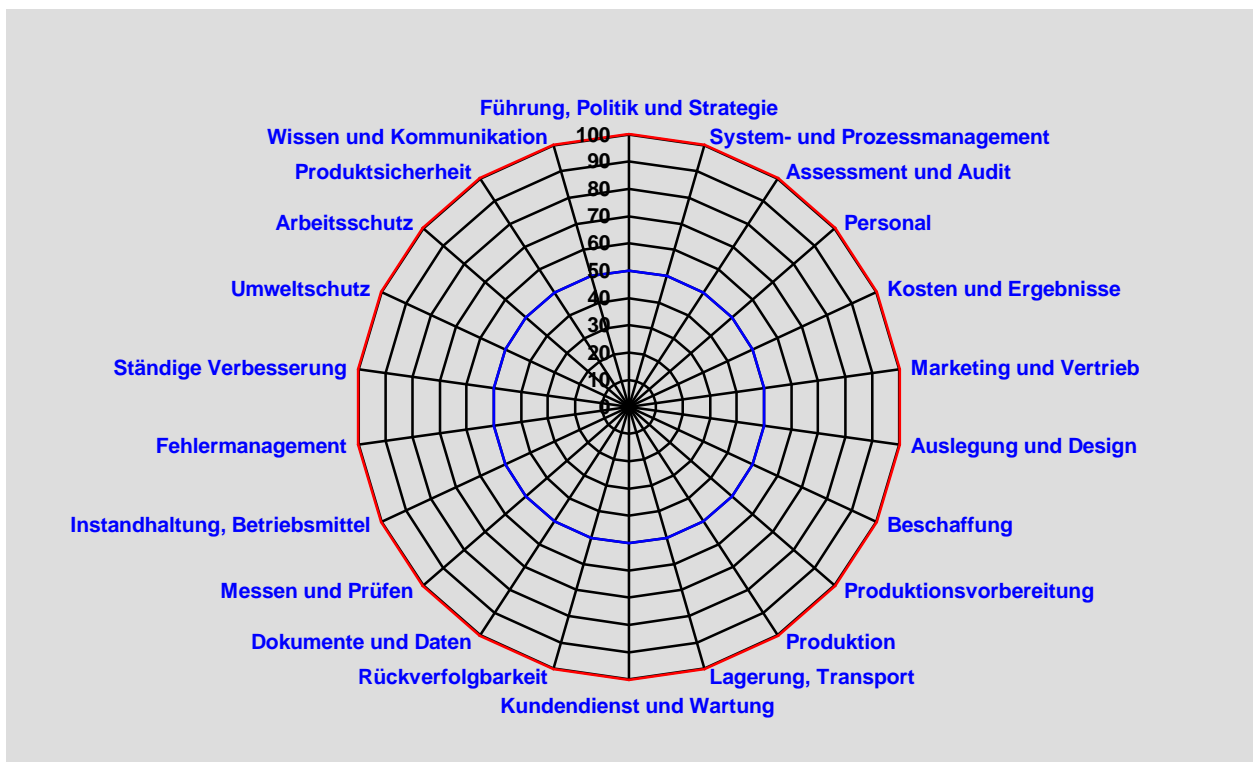 Führung, Politik und Strategie
Wissen und Kommunikation
100
System- und Prozessmanagement
90
Produktsicherheit
Assessment und Audit
80
70
Arbeitsschutz
Personal
60
50
Umweltschutz
Kosten und Ergebnisse
40
30
20
Ständige Verbesserung
Marketing und Vertrieb
10
0
Fehlermanagement
Auslegung und Design
Instandhaltung, Betriebsmittel
Beschaffung
Messen und Prüfen
Produktionsvorbereitung
Dokumente und Daten
Produktion
Rückverfolgbarkeit
Lagerung, Transport
Kundendienst und Wartung